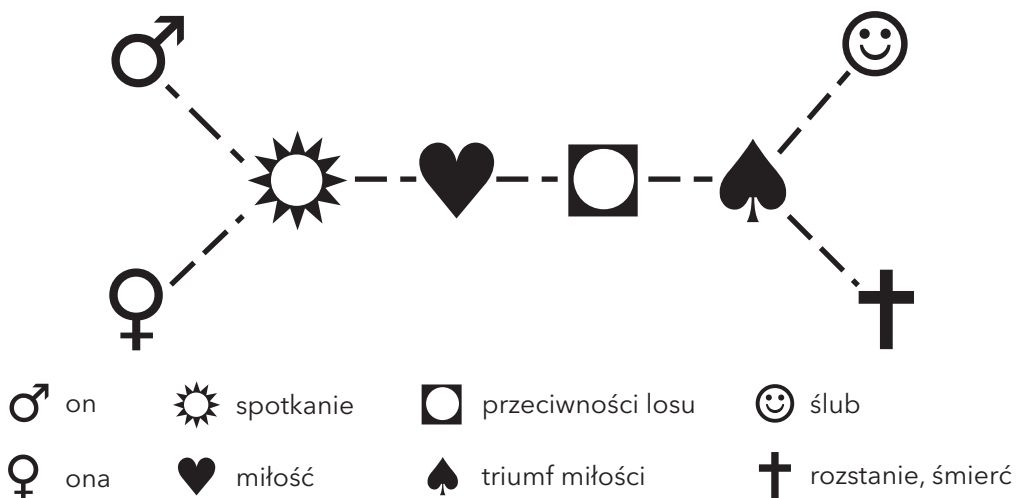 on spotkanie przeciwności losu ślub
ona miłość triumf miłości rozstanie, śmierć